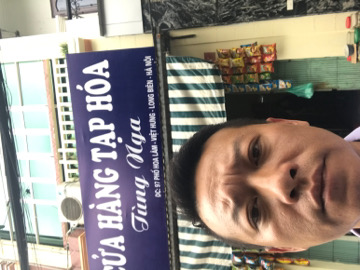 CỬA HÀNG TẠP HÓA
Tùng Nga
ĐC: 97 PHỐ HOA LÂM - VIỆT HƯNG - LONG BIÊN - HÀ NỘI